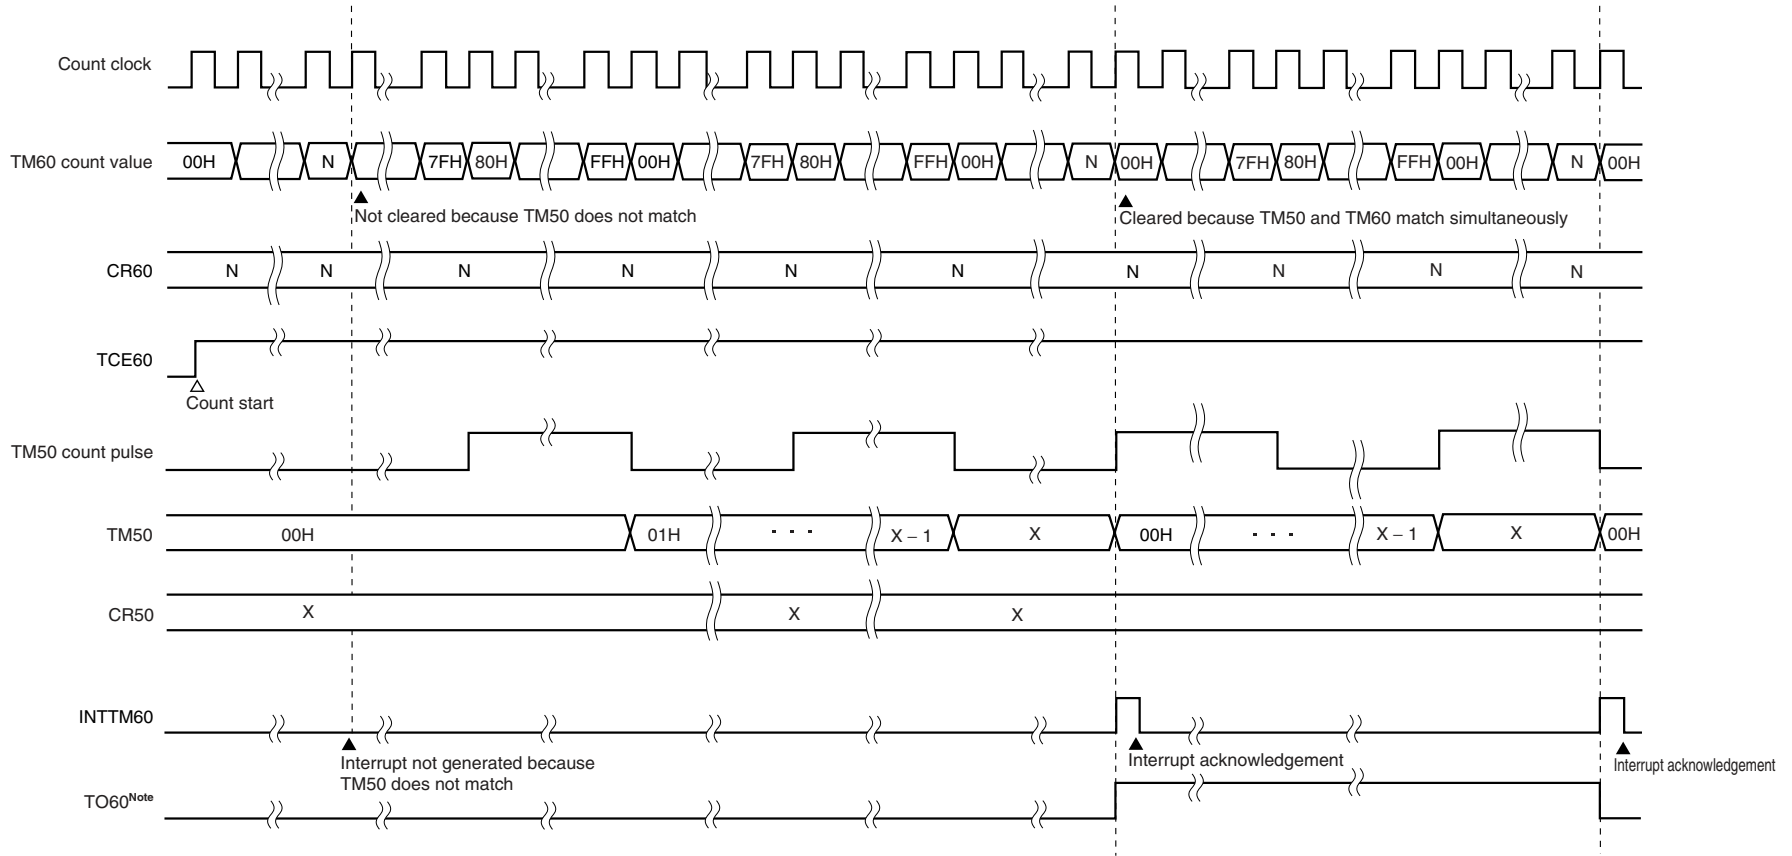 Count clock
TM60 count value 00H N 7FH 80H FFH 00H 7FH 80H FFH 00H N 00H 7FH 80H FFH 00H N 00H
Not cleared because TM50 does not match
Cleared because TM50 and TM60 match simultaneously
CR60 N N N N N N N N N N
TCE60
Count start
TM50 count pulse
TM50 00H 01H · · · X – 1 X 00H · · · X – 1 X 00H
CR50 X X X
INTTM60
Interrupt not generated because
TM50 does not match
Interrupt acknowledgement
Interrupt acknowledgement
TO60Note